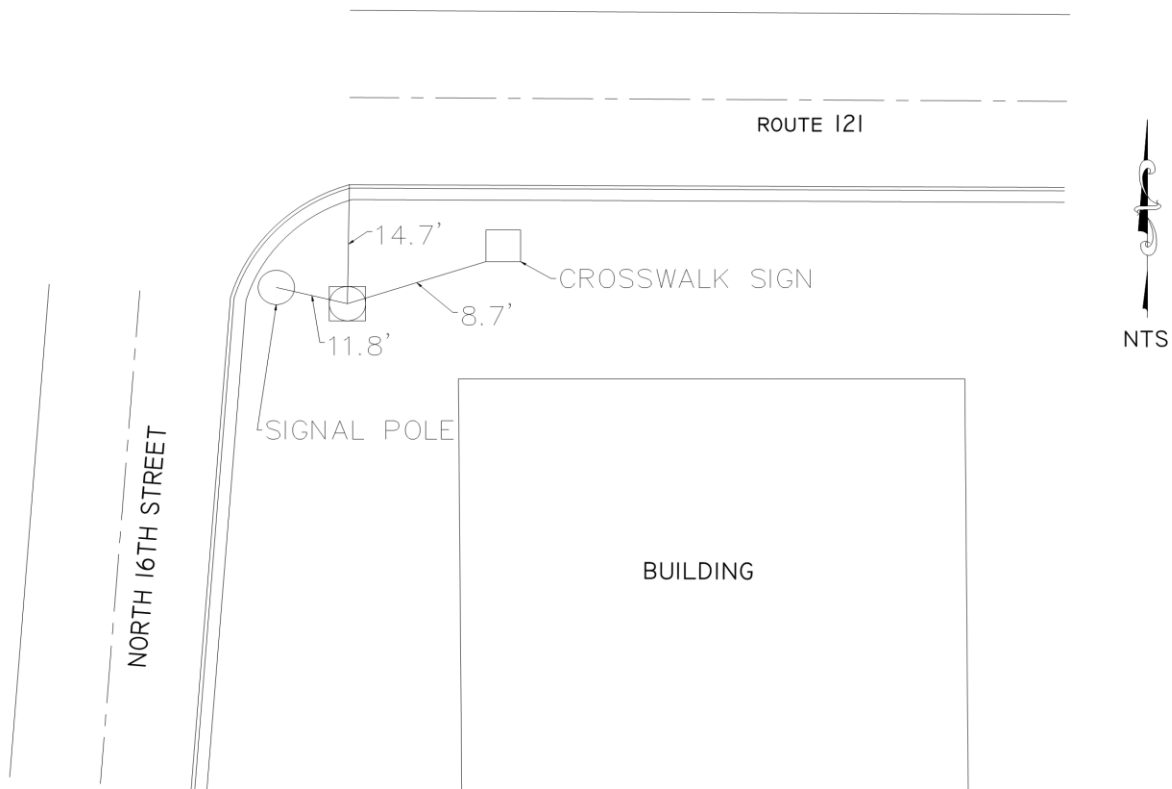 ROUTE 121
14.7'
CROSSWALK SIGN
8.7'
NTS
11.8'
SIGNAL POLE
NORTH 16TH STREET
BUILDING